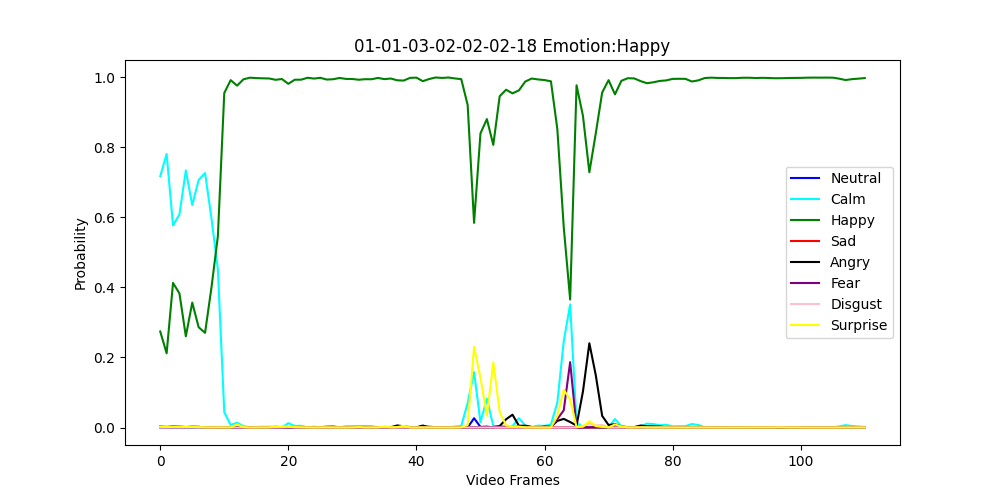 01-01-03-02-02-02-18 Emotion:Happy
1.0
0.8
0.6
0.4
0.2
0.0
Probability
0 20 40 60 80 100
Video Frames
Neutral
Calm
Happy
Sad
Angry
Fear
Disgust
Surprise